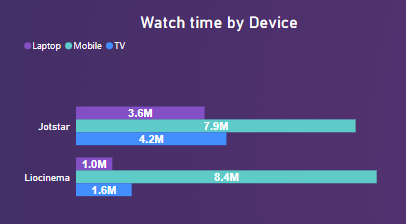 Watch time by Device
Laptop Mobile TV
3.6M
Jotstar 7.9M
4.2M
1.0M
Liocinema 8.4M
1.6M